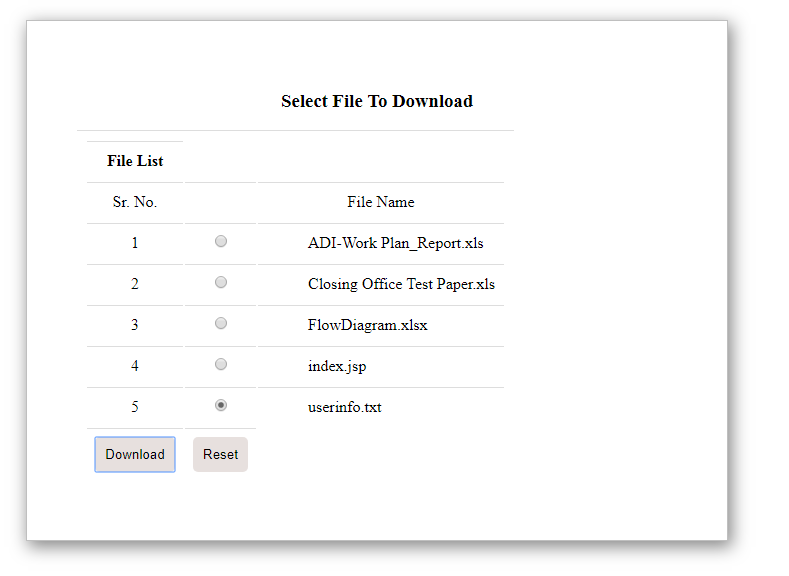 Select File To Download
File List
Sr. No. File Name
1 ADI-Work Plan_Report.xls
2 Closing Office Test Paper.xls
3 FlowDiagram.xlsx
4 index.jsp
5 userinfo.txt
Download Reset